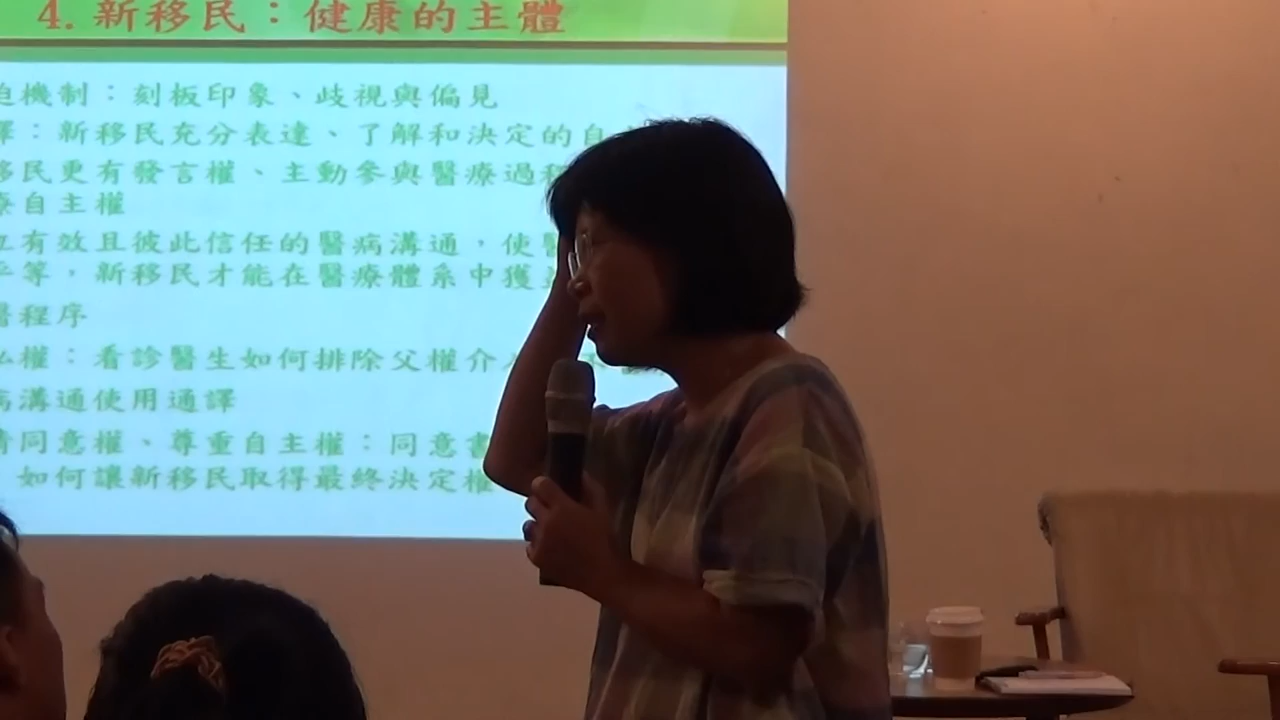 4. 新移民：健康的主體
迫機制：刻板印象、歧視與偏見
譯：新移民充分表達、了解和決定的自
移民更有發言權、主動參與醫療過程
療自主權
立有效且彼此信任的醫病溝通，使醫
平等，新移民才能在醫療體系中獲
醫程序
私權：看診醫生如何排除父權介入
病溝通使用通譯
情同意權、尊重自主權：同意書
如何讓新移民取得最終決定權